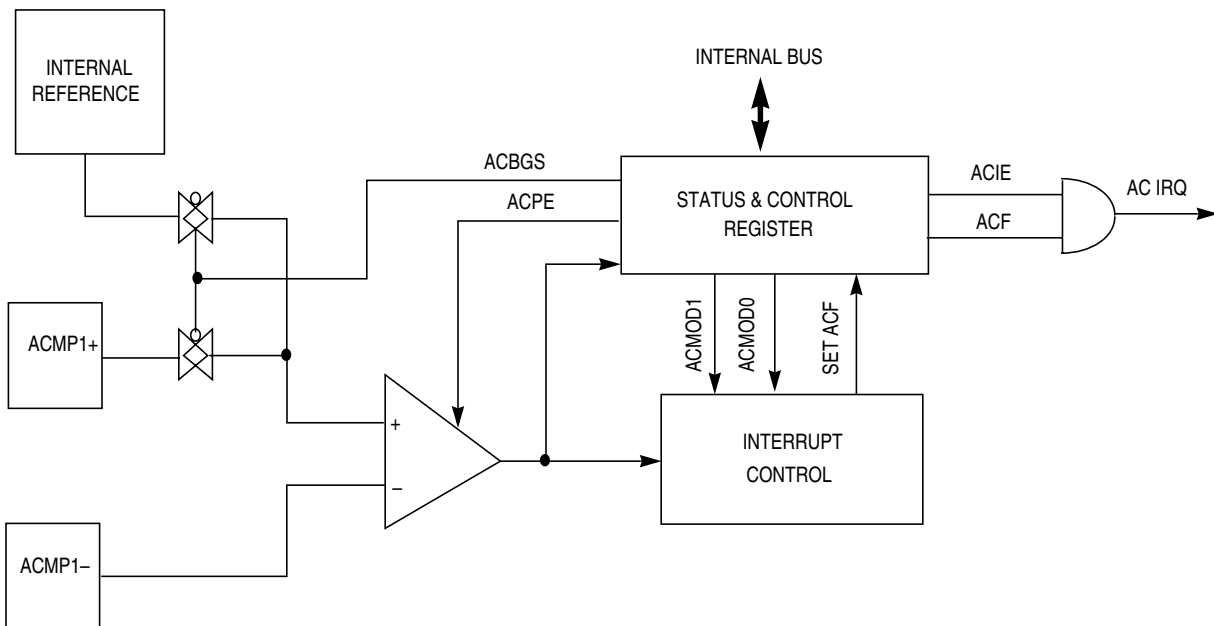 INTERNAL
REFERENCE
INTERNAL BUS
ACBGS
ACPE
STATUS & CONTROL
REGISTER
ACIE
ACF
AC IRQ
ACMP1+
ACMOD1
ACMOD0
SET ACF
+
–
INTERRUPT
CONTROL
ACMP1–